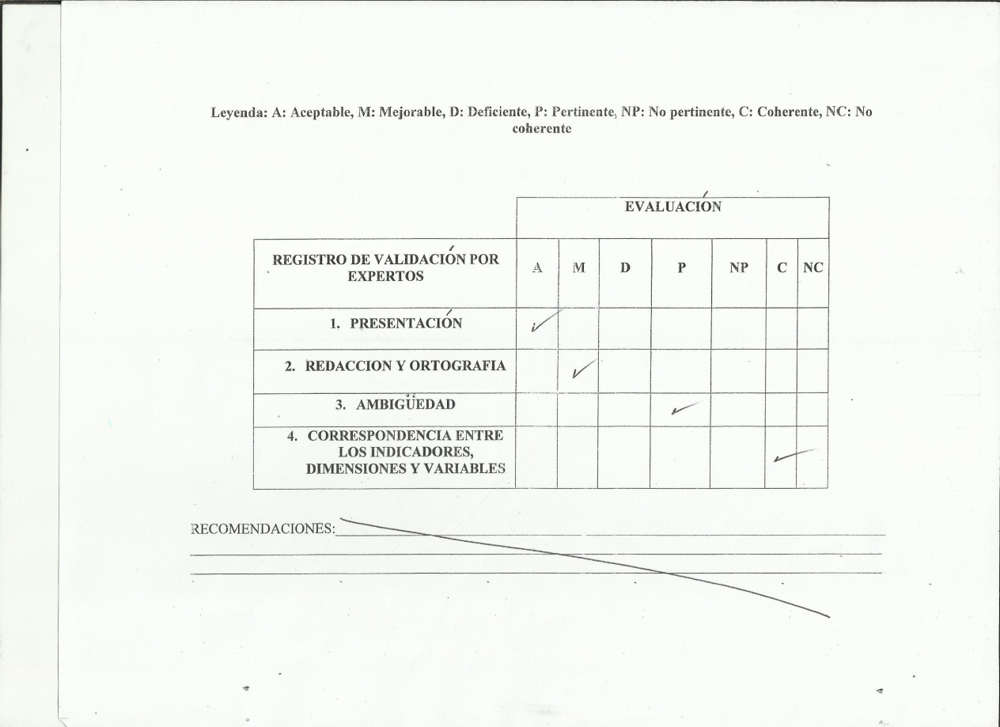 Leyenda: A: Aceptable, M: Mejorable, D: Deficiente, P: Pertinente, NP: No pertinente, C: Coherente, NC: No
coherente
EVALUACIÓN
REGISTRO DE VALIDACIÓN POR
EXPERTOS
A M D P NP C NC
1. PRESENTACIÓN ✓
2. REDACCION Y ORTOGRAFIA ✓
3. AMBIGÜEDAD ✓
4. CORRESPONDENCIA ENTRE
LOS INDICADORES,
DIMENSIONES Y VARIABLES ✓
RECOMENDACIONES: